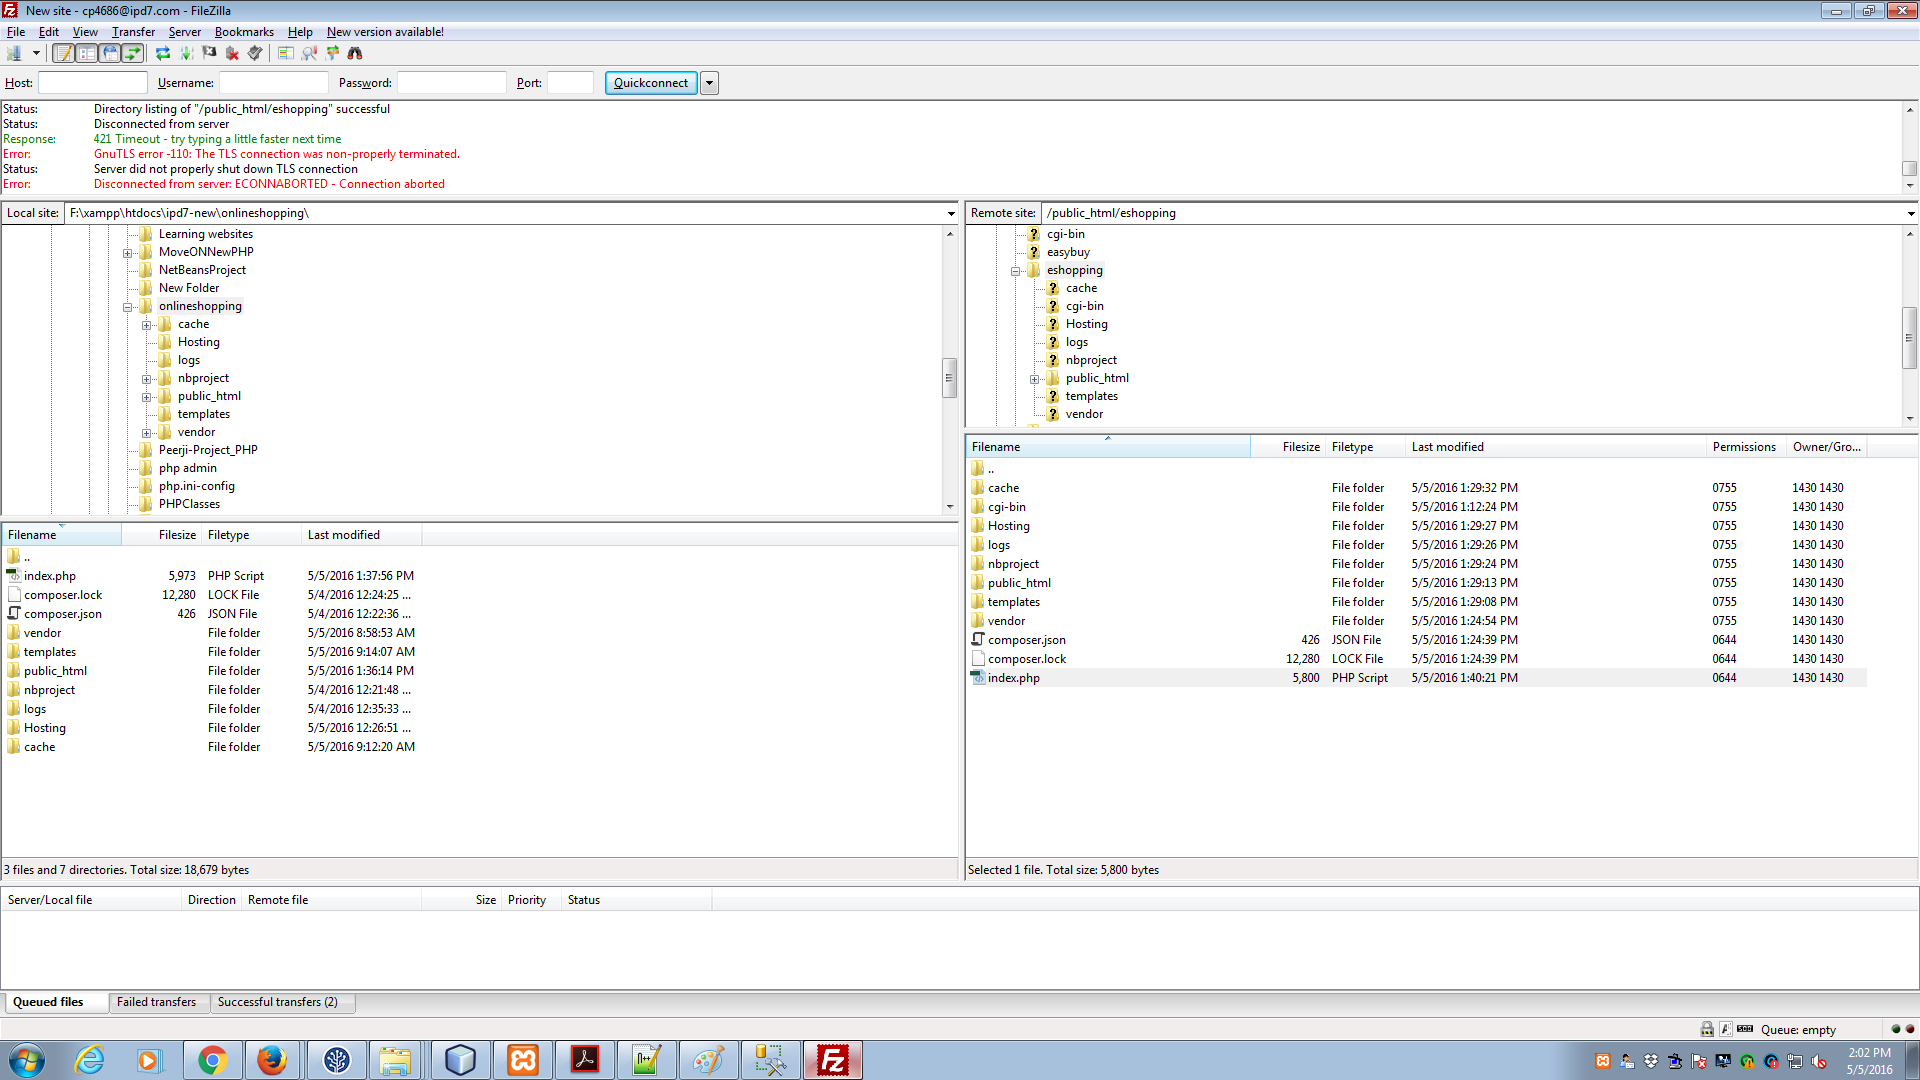 New site - cp4686@ipd7.com - FileZilla
File Edit View Transfer Server Bookmarks Help New version available!
Host: Username: Password: Port: Quickconnect
Status: Directory listing of "/public_html/eshopping" successful
Status: Disconnected from server
Response: 421 Timeout - try typing a little faster next time
Error: GnuTLS error -110: The TLS connection was non-properly terminated.
Status: Server did not properly shut down TLS connection
Error: Disconnected from server: ECONNABORTED - Connection aborted
Local site: F:\xampp\htdocs\ipd7-new\onlineshopping\
Learning websites
MoveONNewPHP
NetBeansProject
New Folder
onlineshopping
cache
Hosting
logs
nbproject
public_html
templates
vendor
Peerji-Project_PHP
php admin
php.ini-config
PHPClasses
Filename Filesize Filetype Last modified
..
index.php 5,973 PHP Script 5/5/2016 1:37:56 PM
composer.lock 12,280 LOCK File 5/4/2016 12:24:25 ...
composer.json 426 JSON File 5/4/2016 12:22:36 ...
vendor File folder 5/5/2016 8:58:53 AM
templates File folder 5/5/2016 9:14:07 AM
public_html File folder 5/5/2016 1:36:14 PM
nbproject File folder 5/4/2016 12:21:48 ...
logs File folder 5/4/2016 12:35:33 ...
Hosting File folder 5/5/2016 12:26:51 ...
cache File folder 5/5/2016 9:12:20 AM
3 files and 7 directories. Total size: 18,679 bytes
Remote site: /public_html/eshopping
cgi-bin
easybuy
eshopping
cache
cgi-bin
Hosting
logs
nbproject
public_html
templates
vendor
Filename Filesize Filetype Last modified Permissions Owner/Gro...
..
cache File folder 5/5/2016 1:29:32 PM 0755 1430 1430
cgi-bin File folder 5/5/2016 1:12:24 PM 0755 1430 1430
Hosting File folder 5/5/2016 1:29:27 PM 0755 1430 1430
logs File folder 5/5/2016 1:29:26 PM 0755 1430 1430
nbproject File folder 5/5/2016 1:29:24 PM 0755 1430 1430
public_html File folder 5/5/2016 1:29:13 PM 0755 1430 1430
templates File folder 5/5/2016 1:29:08 PM 0755 1430 1430
vendor File folder 5/5/2016 1:24:54 PM 0755 1430 1430
composer.json 426 JSON File 5/5/2016 1:24:39 PM 0644 1430 1430
composer.lock 12,280 LOCK File 5/5/2016 1:24:39 PM 0644 1430 1430
index.php 5,800 PHP Script 5/5/2016 1:40:21 PM 0644 1430 1430
Selected 1 file. Total size: 5,800 bytes
Server/Local file Direction Remote file Size Priority Status
Queued files Failed transfers Successful transfers (2)
Queue: empty
2:02 PM
5/5/2016